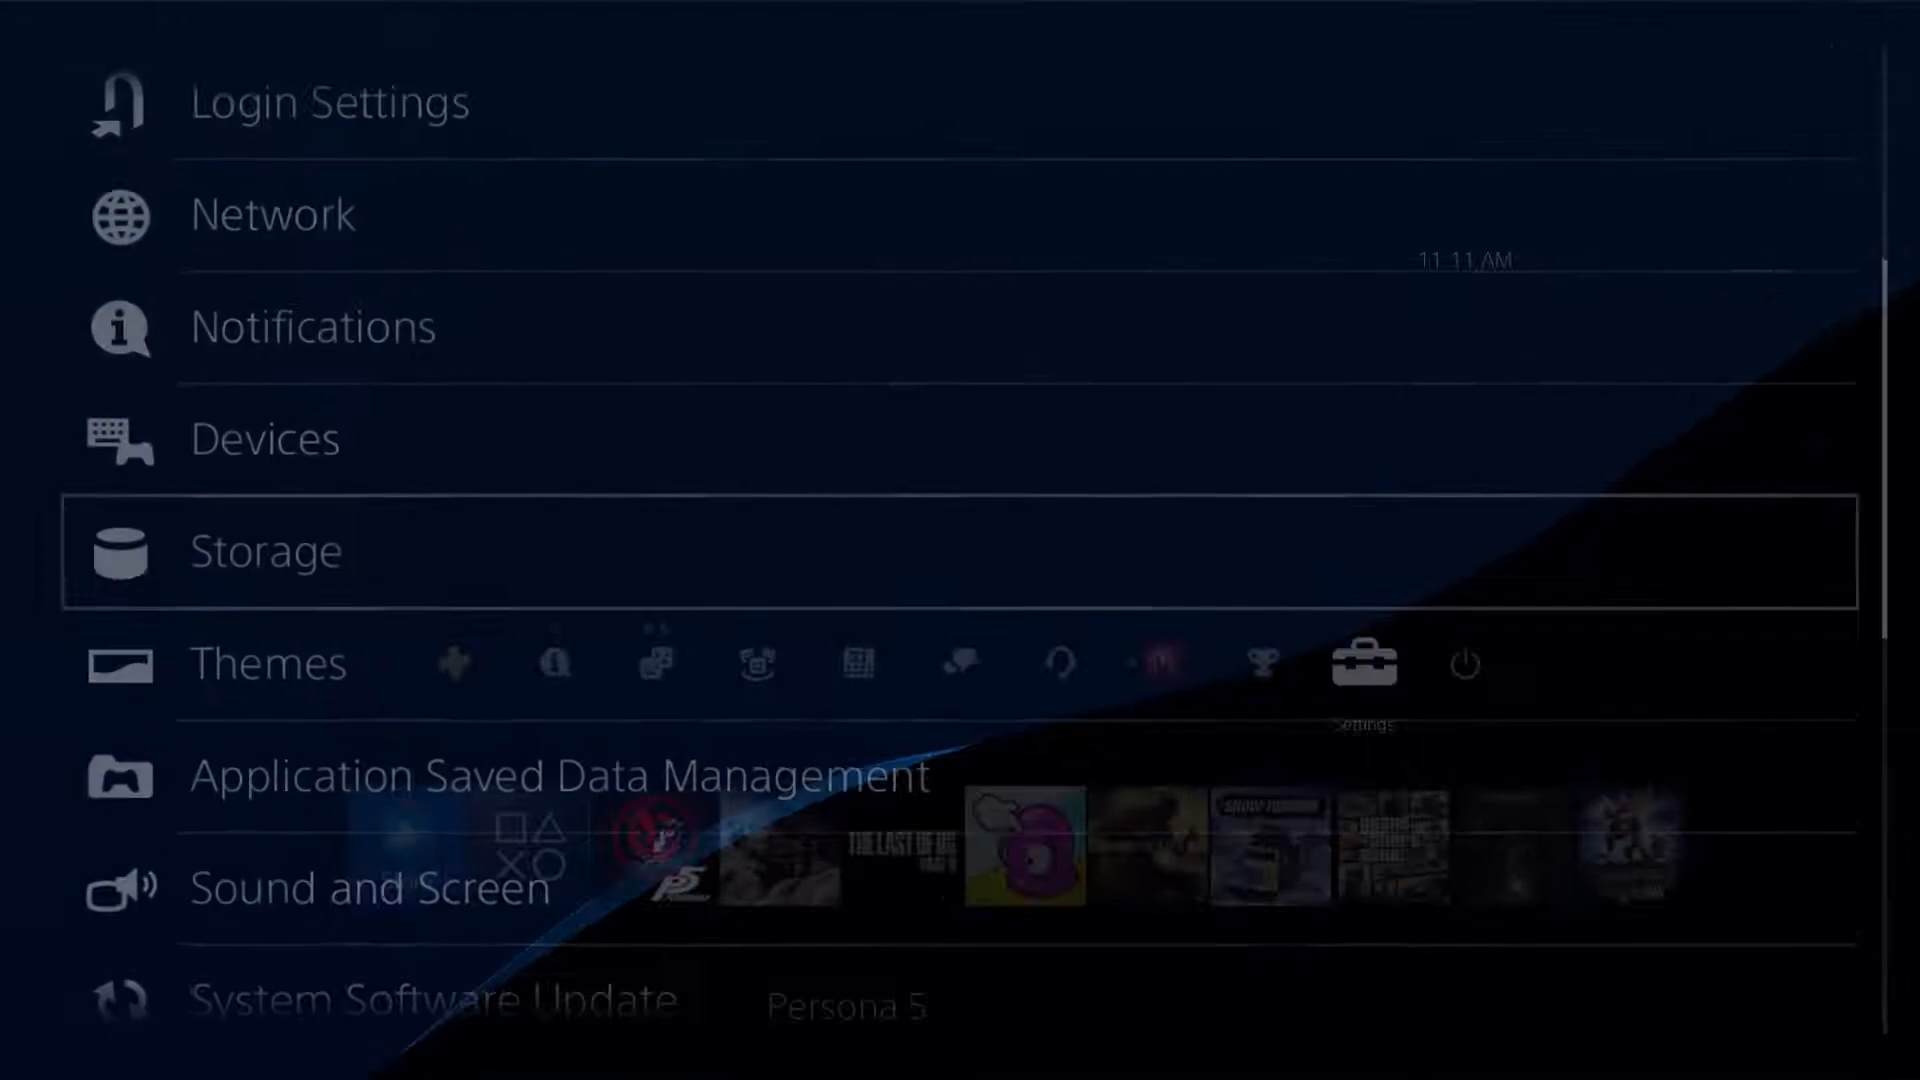 Login Settings
Network
11:11 AM
Notifications
Devices
Storage
Themes
Settings
Application Saved Data Management
THE LAST OF US
Sound and Screen
P5
System Software Update
Persona 5